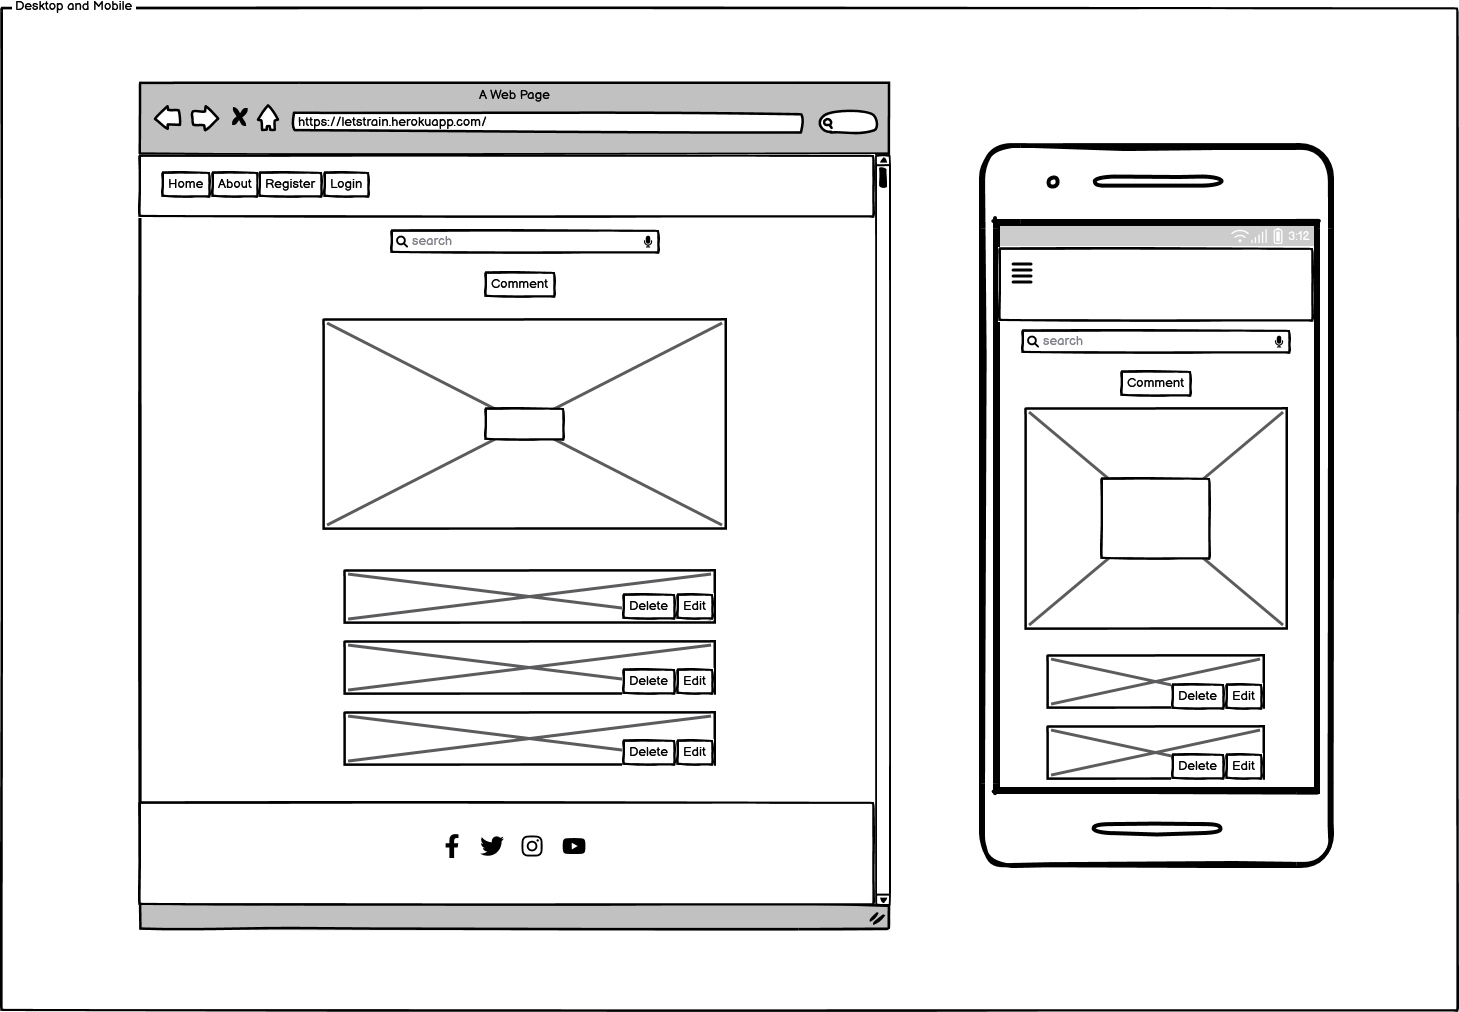 Desktop and Mobile
A Web Page
https://letstrain.herokuapp.com/
Home About Register Login
search
Comment
Delete Edit
Delete Edit
Delete Edit
3:12
search
Comment
Delete Edit
Delete Edit